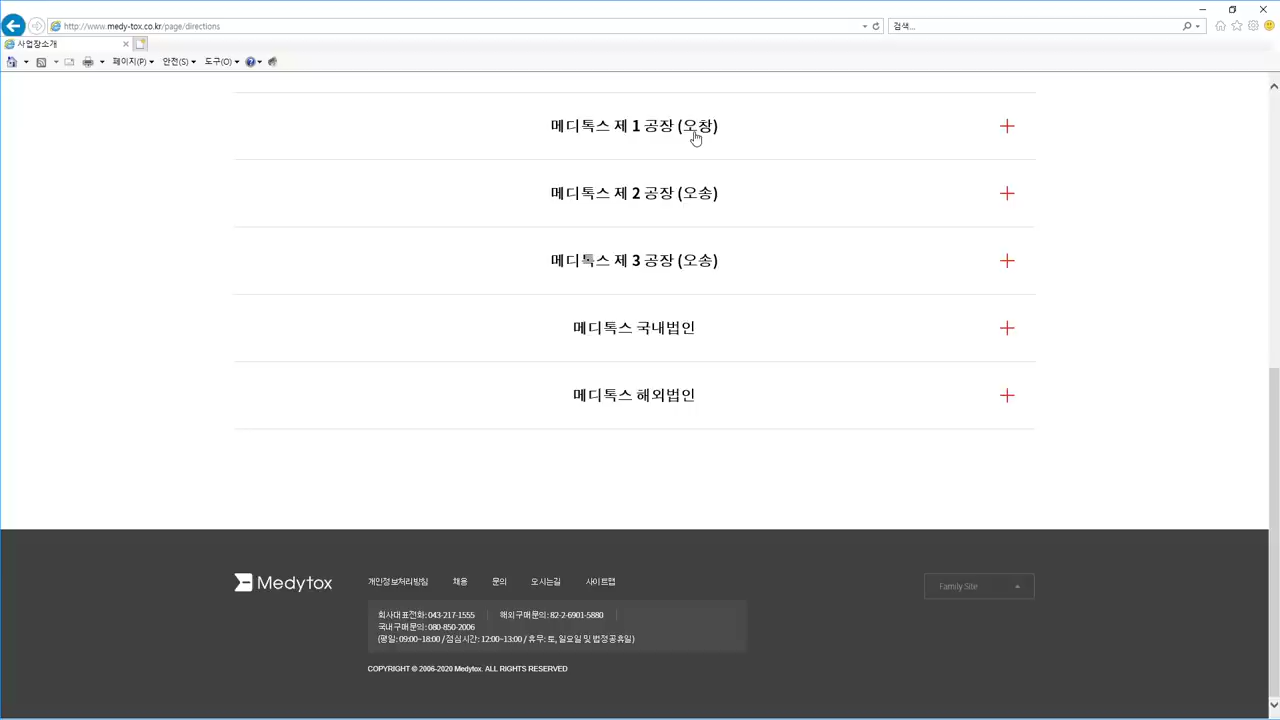 http://www.medy-tox.co.kr/page/directions
검색...
사업장소개
페이지(P)
안전(S)
도구(O)
메디톡스 제 1 공장 (오창)
메디톡스 제 2 공장 (오송)
메디톡스 제 3 공장 (오송)
메디톡스 국내법인
메디톡스 해외법인
Medytox
개인정보처리방침 채용 문의 오시는길 사이트맵
Family Site
회사대표전화: 043-217-1555 해외구매문의: 82-2-6901-5880
국내구매문의: 080-850-2006
(평일: 09:00~18:00 / 점심시간: 12:00~13:00 / 휴무: 토, 일요일 및 법정공휴일)
COPYRIGHT © 2006-2020 Medytox. ALL RIGHTS RESERVED